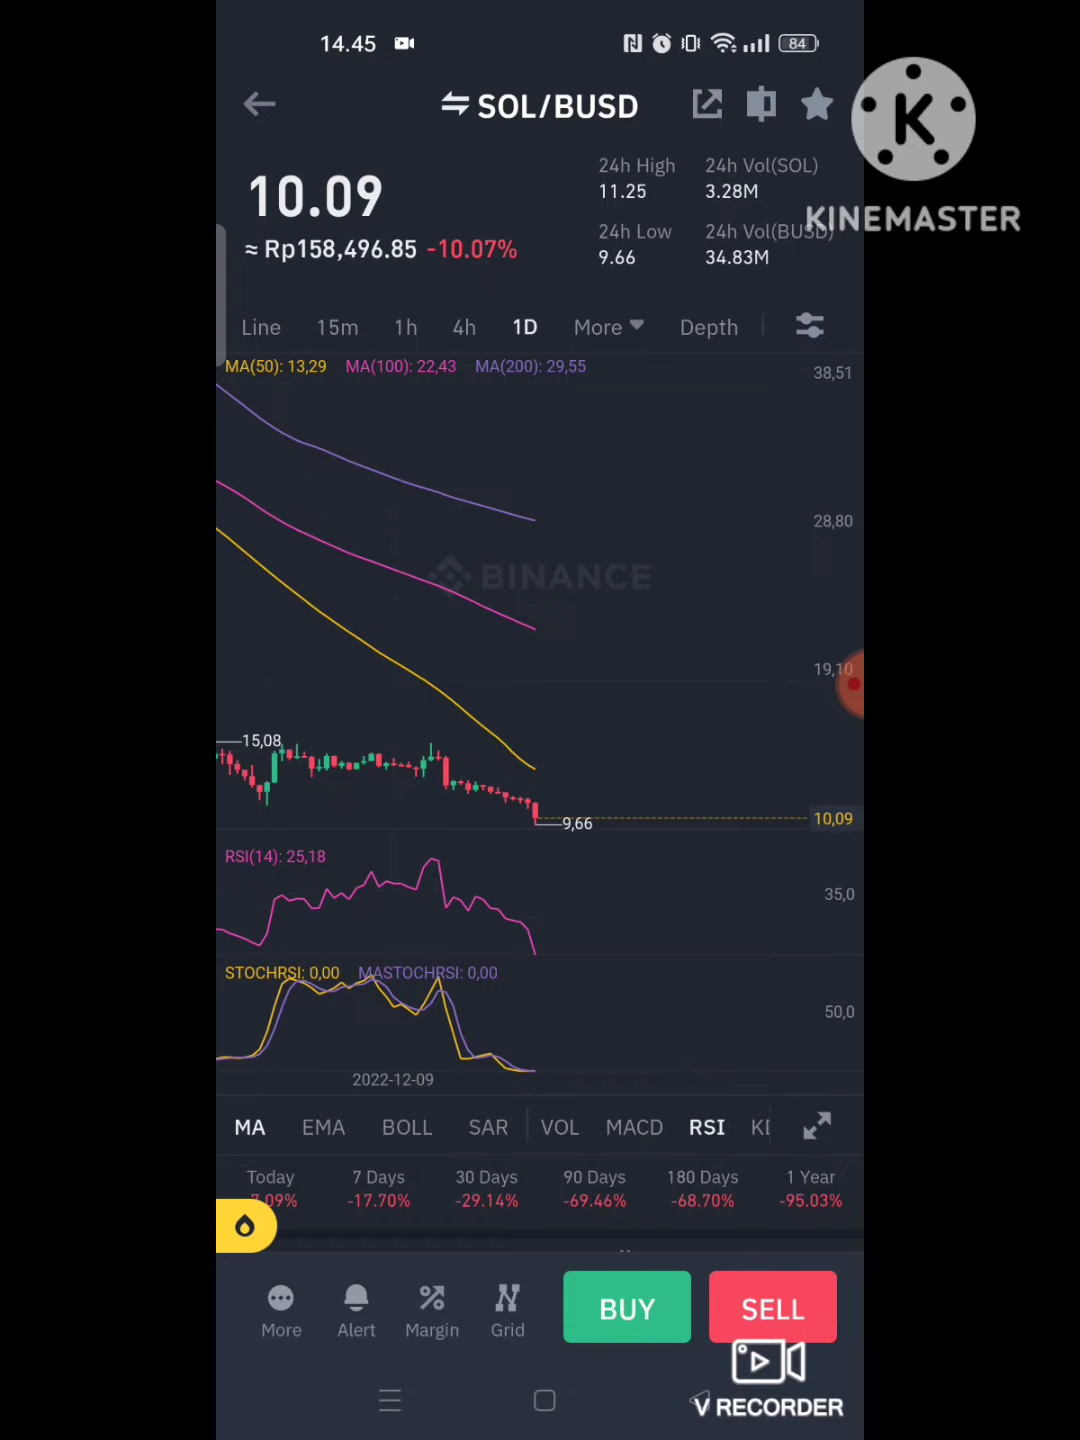 14.45
84
SOL/BUSD
KINEMASTER
10.09
≈ Rp158,496.85 -10.07%
24h High
11.25
24h Vol(SOL)
3.28M
24h Low
9.66
24h Vol(BUSD)
34.83M
Line 15m 1h 4h 1D More Depth
MA(50): 13,29 MA(100): 22,43 MA(200): 29,55
38,51
28,80
BINANCE
19,10
15,08
10,09
9,66
RSI(14): 25,18
35,0
STOCHRSI: 0,00 MASTOCHRSI: 0,00
50,0
2022-12-09
MA EMA BOLL SAR VOL MACD RSI
Today 7 Days 30 Days 90 Days 180 Days 1 Year
7.09% -17.70% -29.14% -69.46% -68.70% -95.03%
More Alert Margin Grid
BUY SELL
V RECORDER